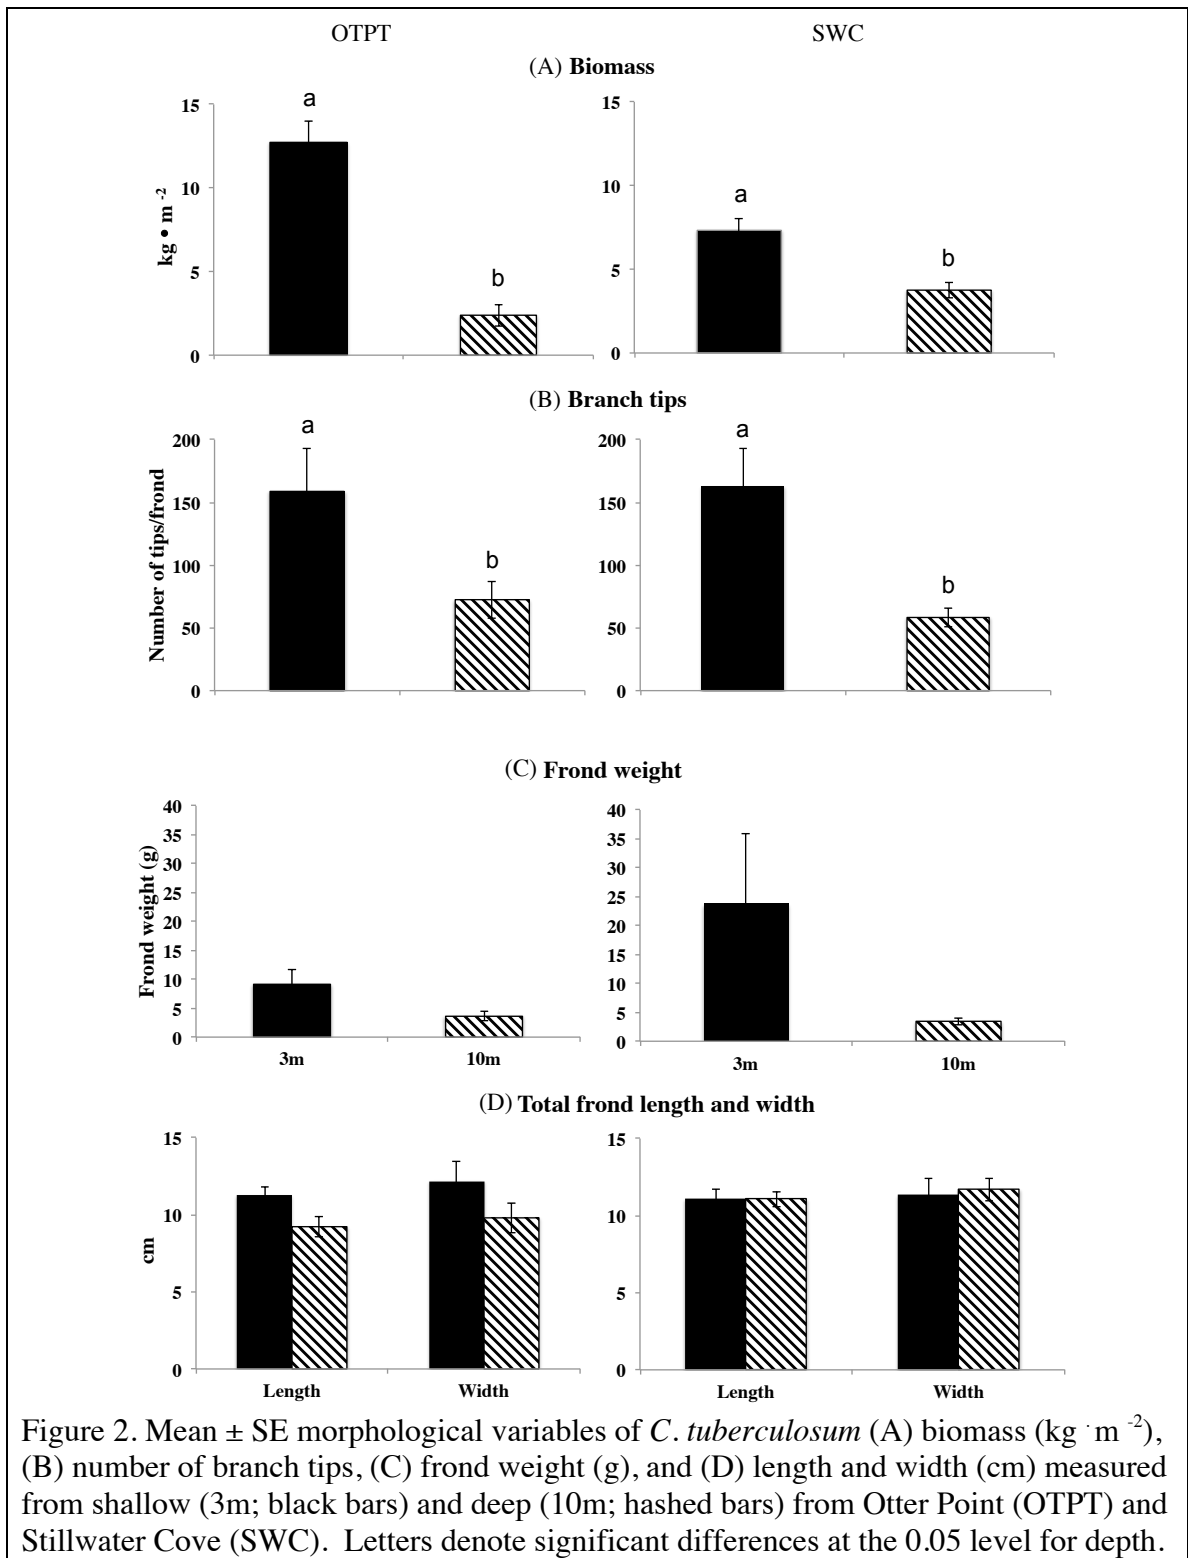 OTPT SWC
(A) Biomass
15 10 5 0
kg • m -2
a b
15 10 5 0
a b
(B) Branch tips
200 150 100 50 0
Number of tips/frond
a b
200 150 100 50 0
a b
(C) Frond weight
40 35 30 25 20 15 10 5 0
Frond weight (g)
3m 10m
40 35 30 25 20 15 10 5 0
3m 10m
(D) Total frond length and width
15 10 5 0
cm
Length Width
15 10 5 0
Length Width
Figure 2. Mean ± SE morphological variables of C. tuberculosum (A) biomass (kg · m -2),
(B) number of branch tips, (C) frond weight (g), and (D) length and width (cm) measured
from shallow (3m; black bars) and deep (10m; hashed bars) from Otter Point (OTPT) and
Stillwater Cove (SWC). Letters denote significant differences at the 0.05 level for depth.